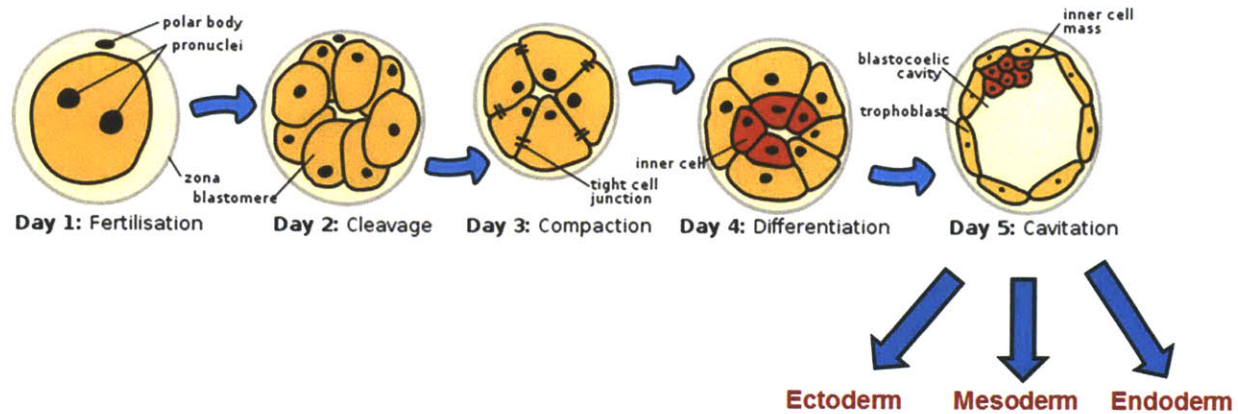 polar body
pronuclei
zona
blastomere
Day 1: Fertilisation
Day 2: Cleavage
tight cell
junction
Day 3: Compaction
inner cell
Day 4: Differentiation
inner cell
mass
blastocoelic
cavity
trophoblast
Day 5: Cavitation
Ectoderm
Mesoderm
Endoderm